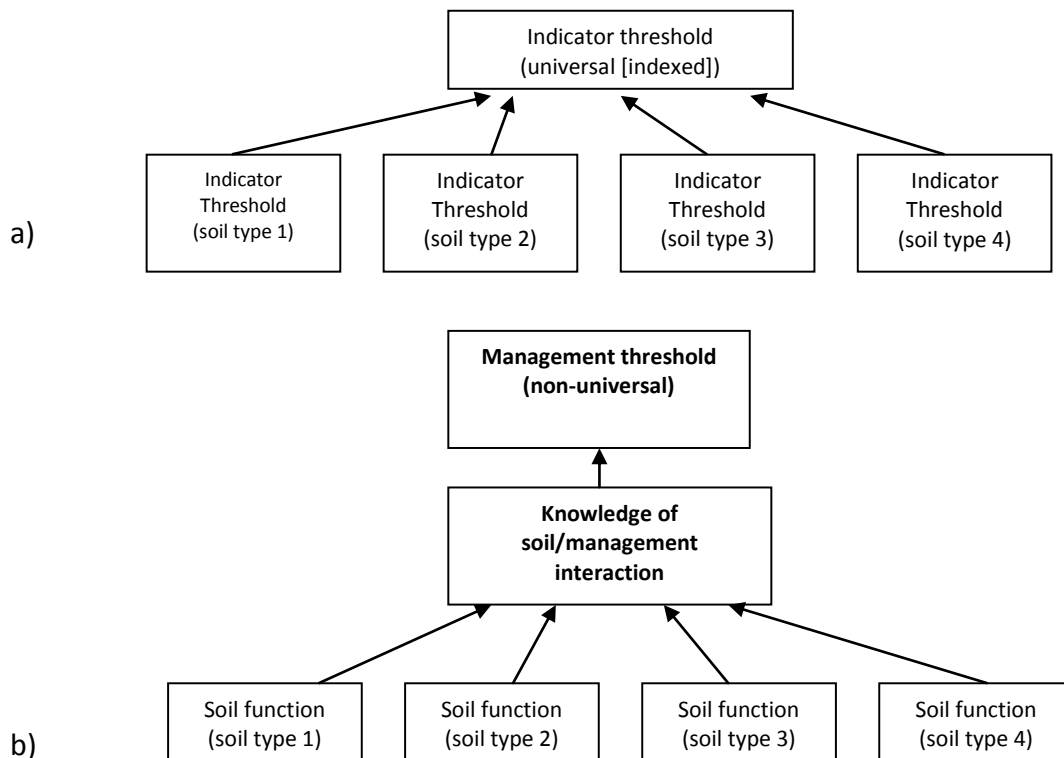 Indicator threshold
(universal [indexed])
Indicator
Threshold
(soil type 1)
Indicator
Threshold
(soil type 2)
Indicator
Threshold
(soil type 3)
Indicator
Threshold
(soil type 4)
a)
Management threshold
(non-universal)
Knowledge of
soil/management
interaction
Soil function
(soil type 1)
Soil function
(soil type 2)
Soil function
(soil type 3)
Soil function
(soil type 4)
b)